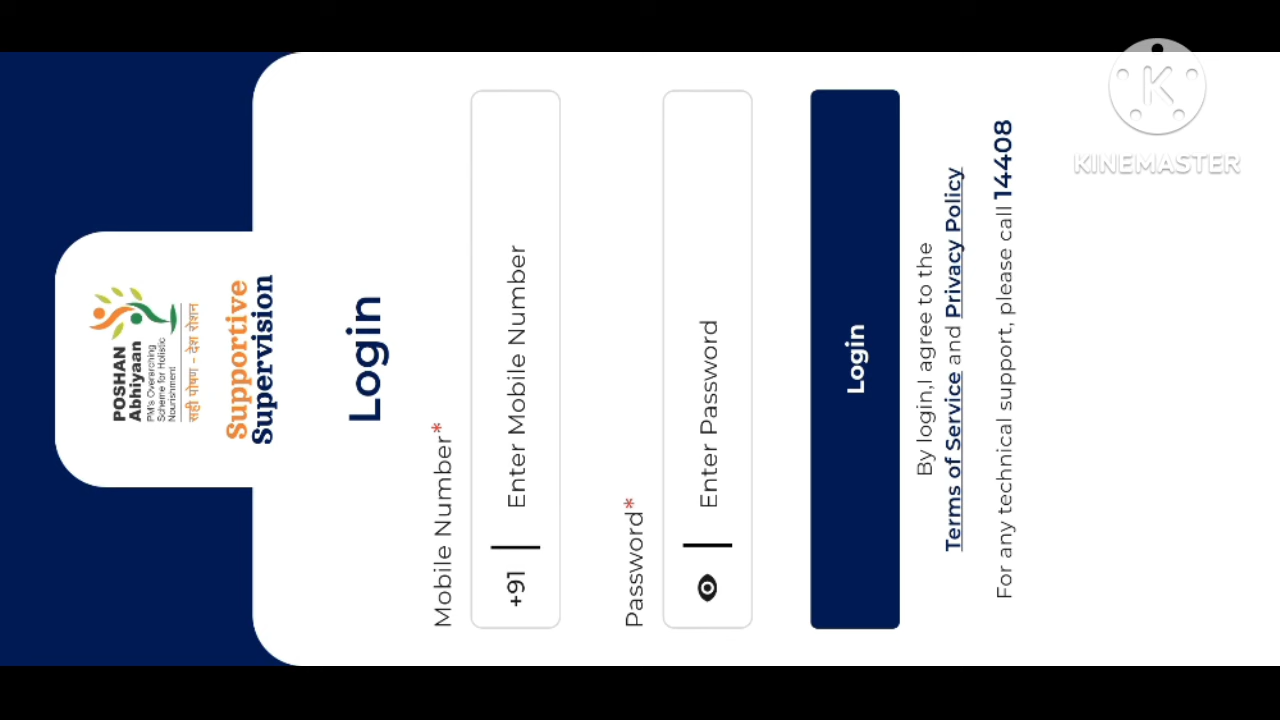 POSHAN
Abhiyaan
PM's Overarching
Scheme for Holistic
Nourishment
सही पोषण - देश रोशन
Supportive
Supervision
Login
Mobile Number*
+91 Enter Mobile Number
Password*
Enter Password
Login
By login,I agree to the
Terms of Service and Privacy Policy
For any technical support, please call 14408
K
KINEMASTER